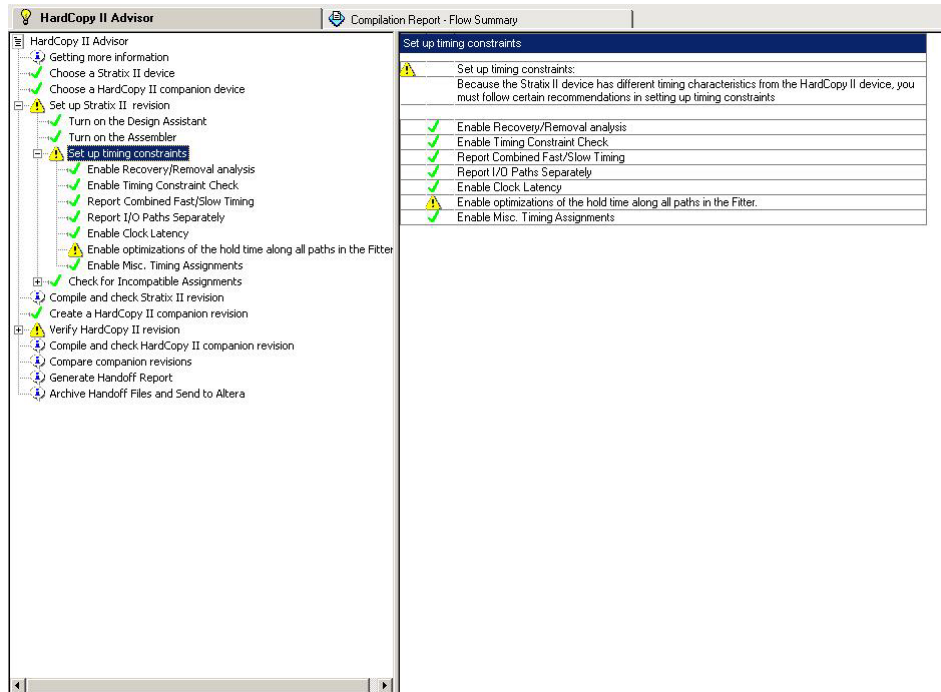 HardCopy II Advisor
Compilation Report - Flow Summary
HardCopy II Advisor
Getting more information
Choose a Stratix II device
Choose a HardCopy II companion device
Set up Stratix II revision
Turn on the Design Assistant
Turn on the Assembler
Set up timing constraints
Enable Recovery/Removal analysis
Enable Timing Constraint Check
Report Combined Fast/Slow Timing
Report I/O Paths Separately
Enable Clock Latency
Enable optimizations of the hold time along all paths in the Fitter
Enable Misc. Timing Assignments
Check for Incompatible Assignments
Compile and check Stratix II revision
Create a HardCopy II companion revision
Verify HardCopy II revision
Compile and check HardCopy II companion revision
Compare companion revisions
Generate Handoff Report
Archive Handoff Files and Send to Altera
Set up timing constraints
Set up timing constraints:
Because the Stratix II device has different timing characteristics from the HardCopy II device, you
must follow certain recommendations in setting up timing constraints
Enable Recovery/Removal analysis
Enable Timing Constraint Check
Report Combined Fast/Slow Timing
Report I/O Paths Separately
Enable Clock Latency
Enable optimizations of the hold time along all paths in the Fitter.
Enable Misc. Timing Assignments